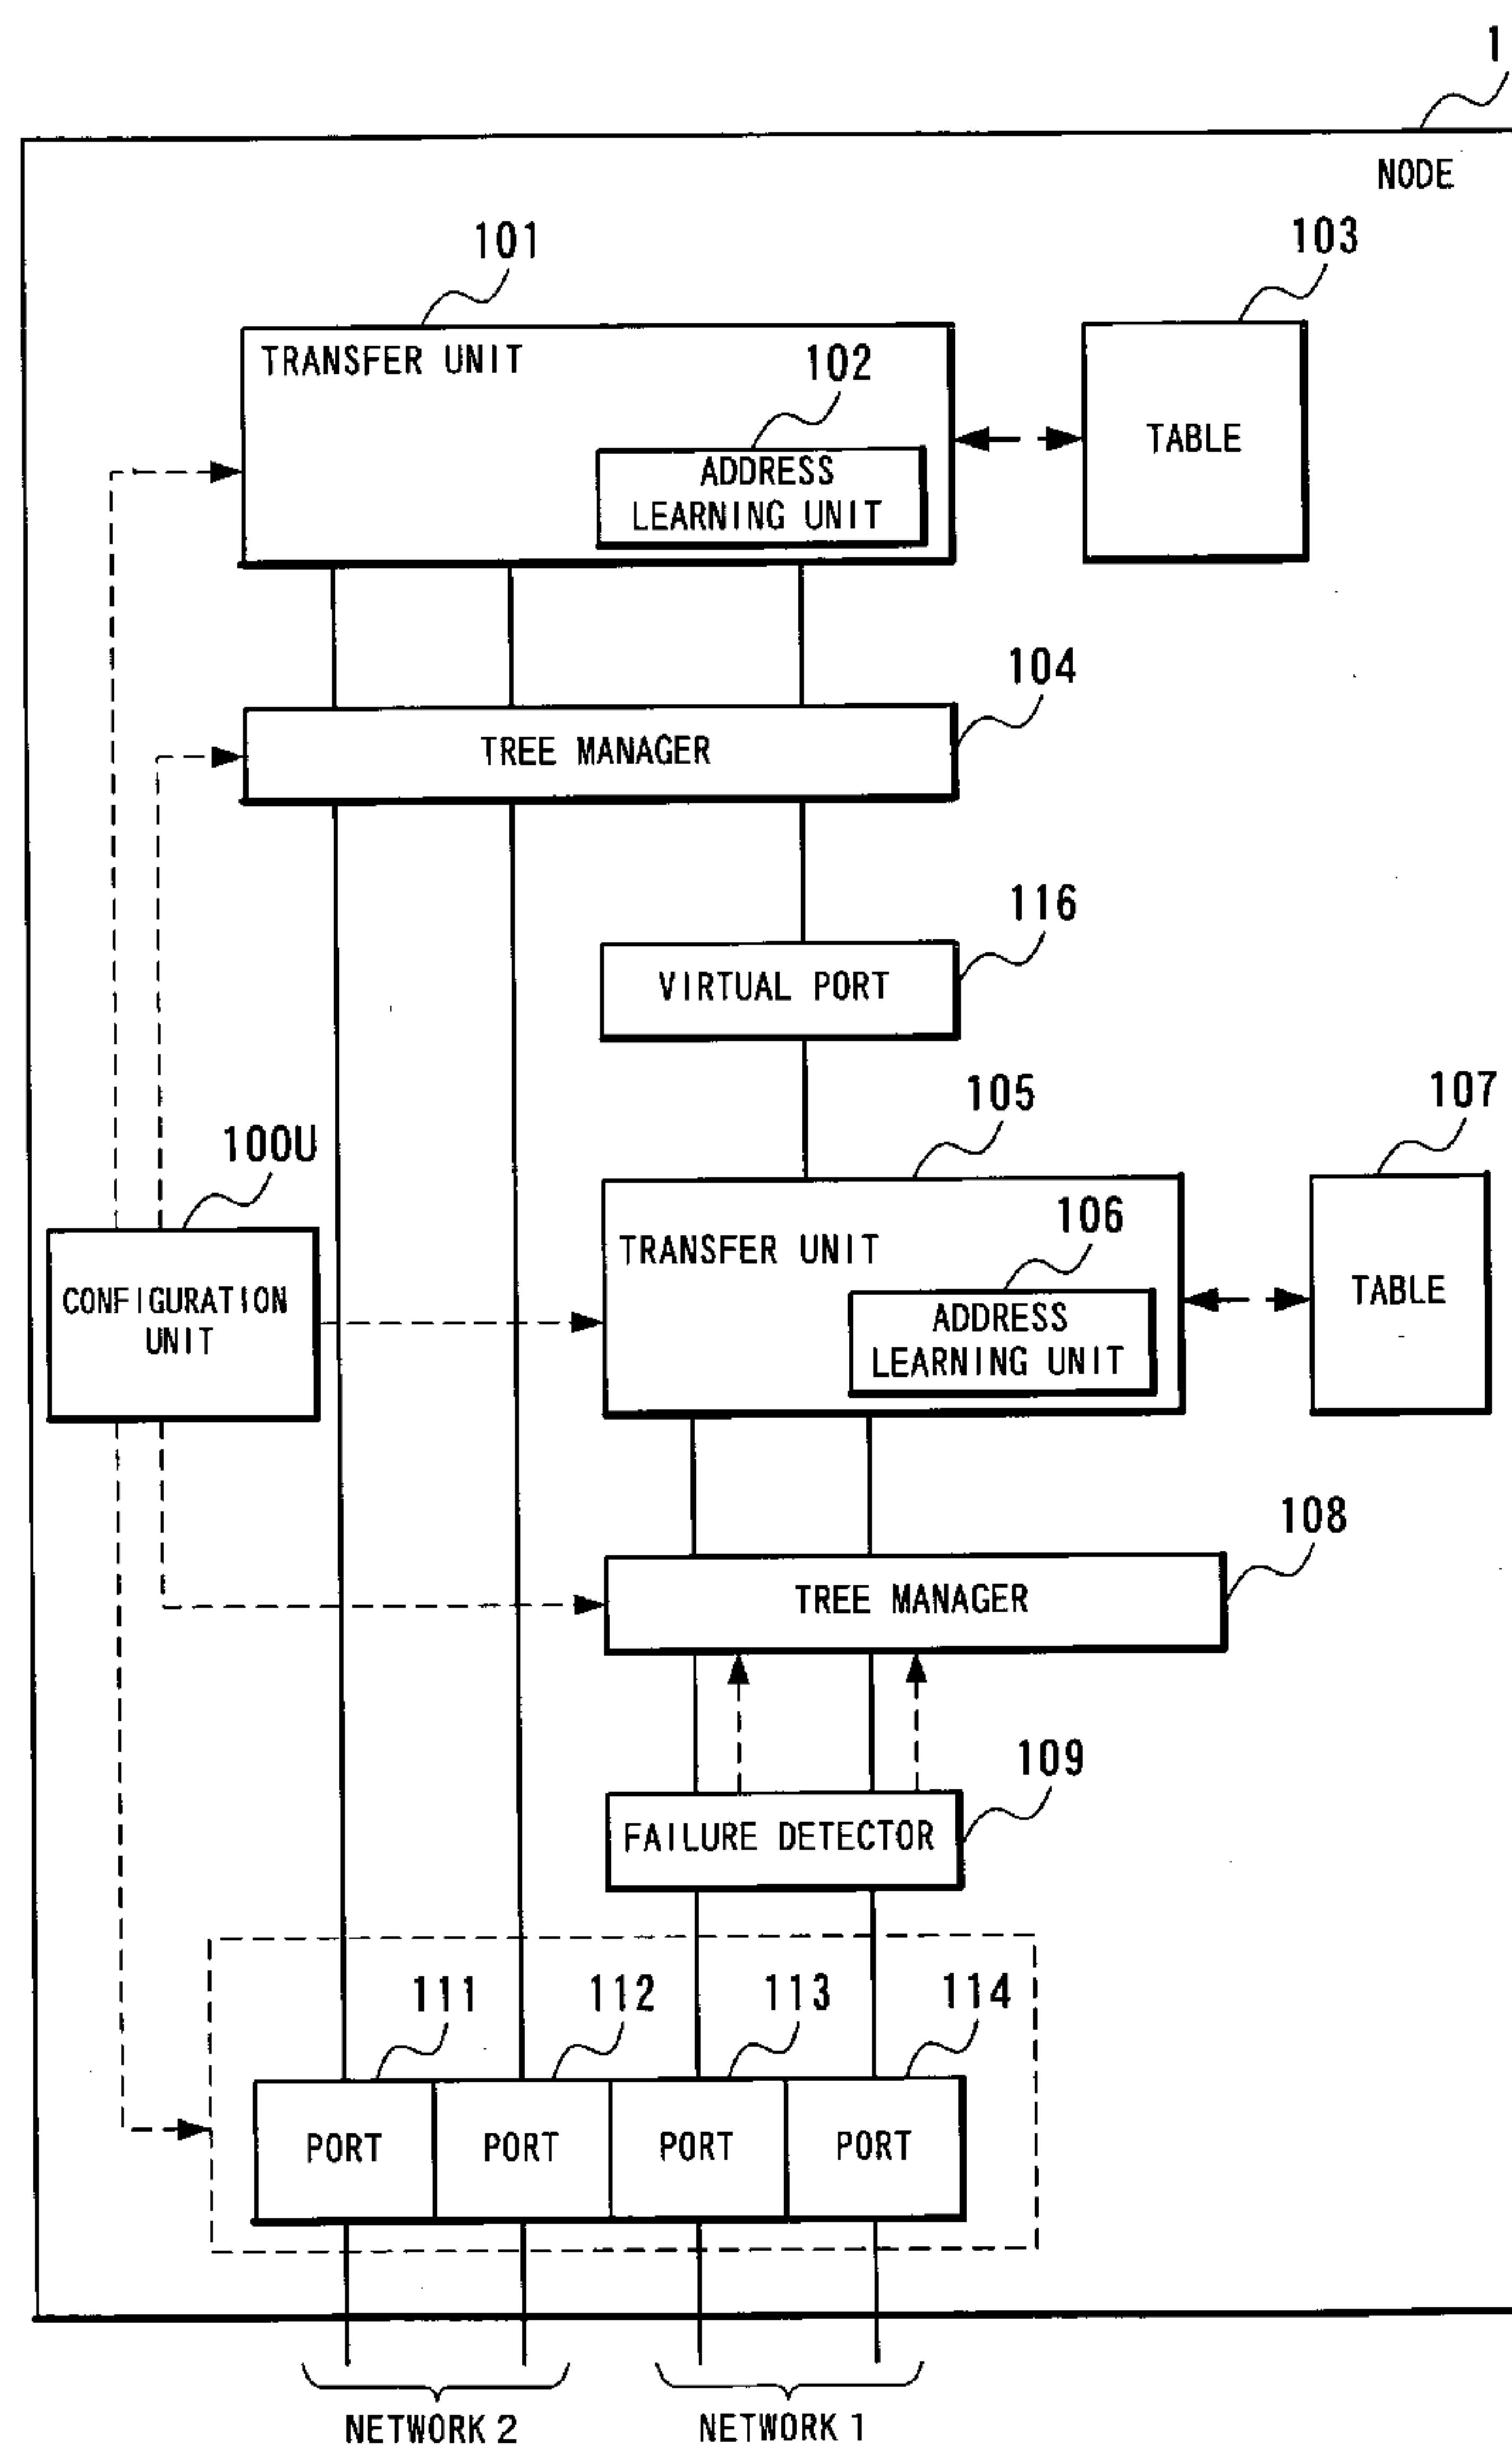 1
NODE
101
103
TRANSFER UNIT
102
TABLE
ADDRESS
LEARNING UNIT
104
TREE MANAGER
116
VIRTUAL PORT
105
107
100U
106
TRANSFER UNIT
CONFIGURATION
UNIT
TABLE
ADDRESS
LEARNING UNIT
108
TREE MANAGER
109
FAILURE DETECTOR
111
112
113
114
PORT
PORT
PORT
PORT
NETWORK 2
NETWORK 1